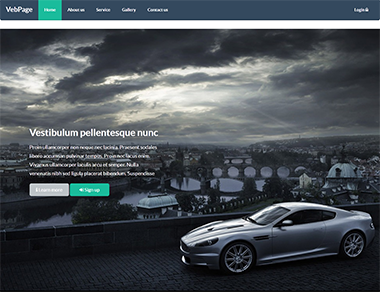 VebPage
Home
About us
Service
Gallery
Contact us
Login
Vestibulum pellentesque nunc
Proin ullamcorper non neque nec lacinia. Praesent sodales
libero accumsan pulvinar tempus. Proin nec lacus enim.
Vivamus ullamcorper iaculis arcu et semper. Nulla
venenatis nibh sed ligula placerat bibendum. Suspendisse
Learn more
Sign up